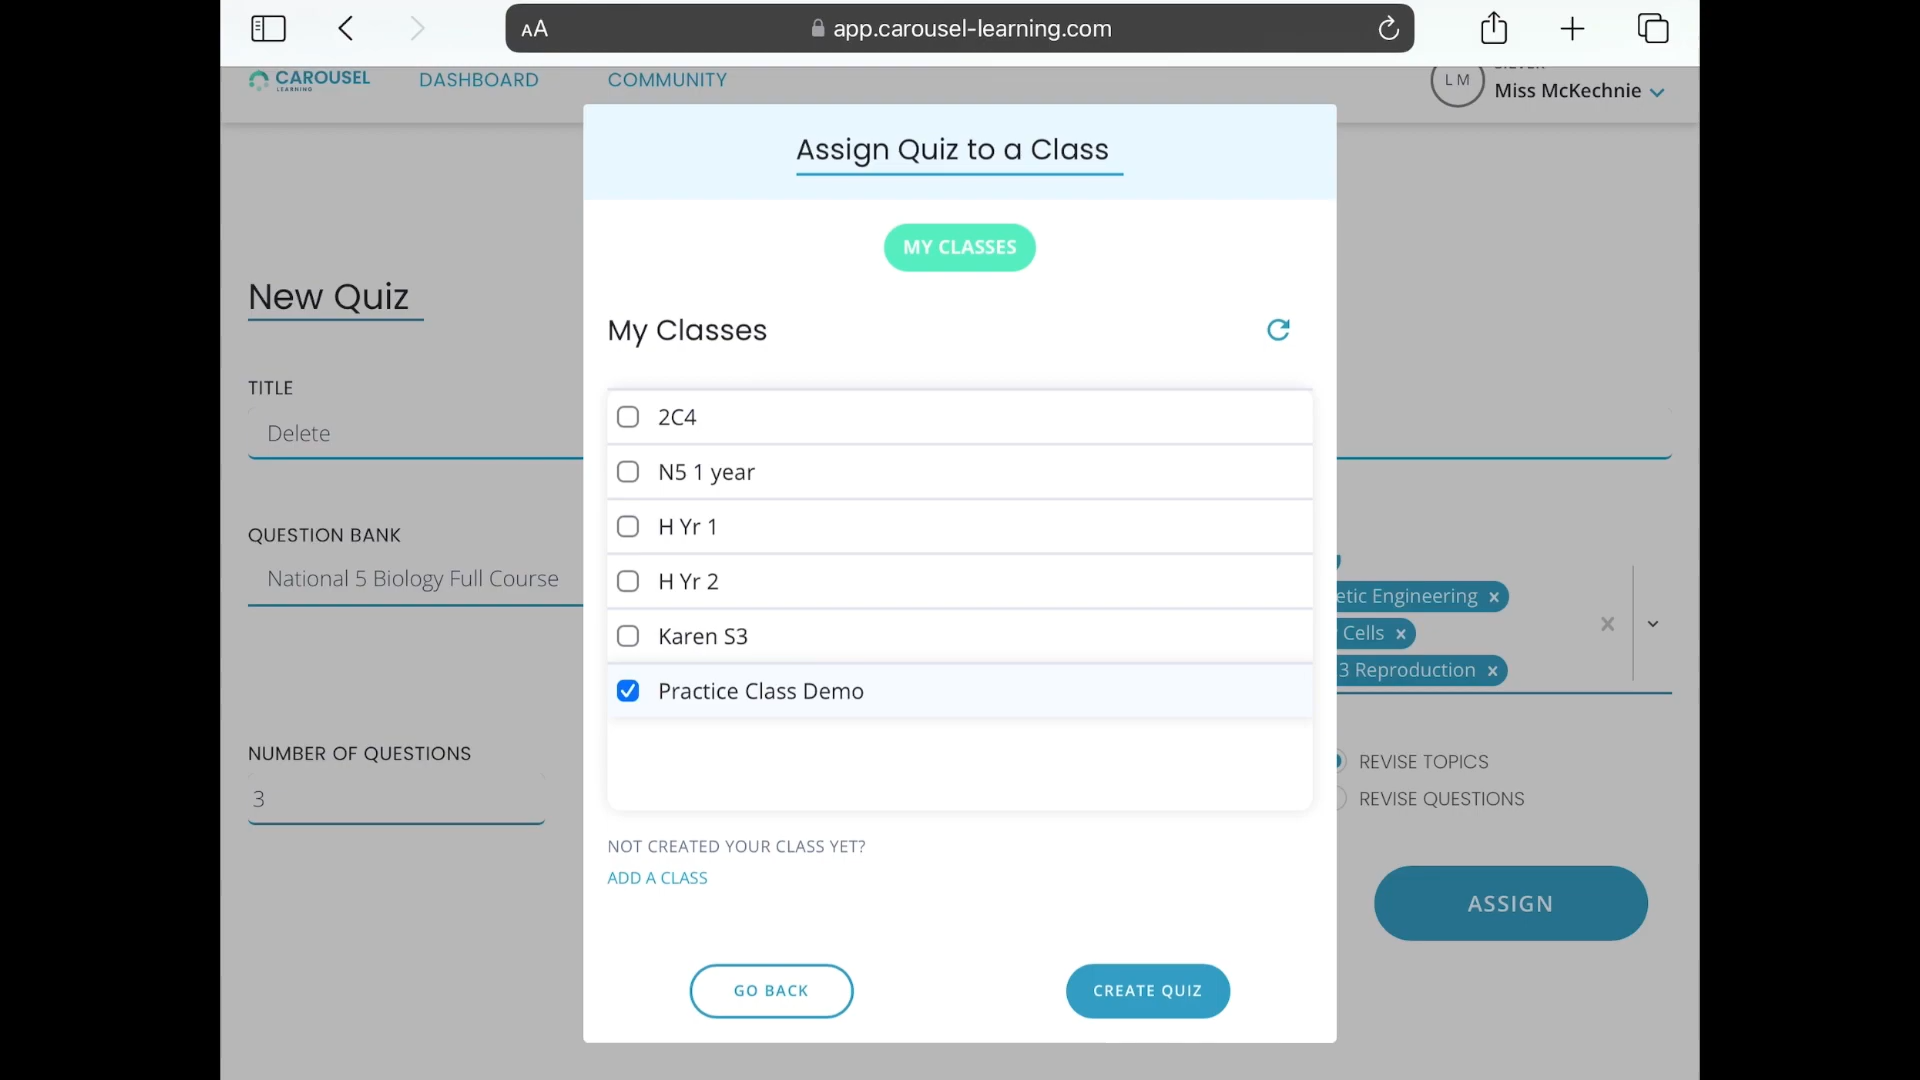 AA
app.carousel-learning.com
CAROUSEL
LEARNING
DASHBOARD
COMMUNITY
L M
Miss McKechnie
Assign Quiz to a Class
MY CLASSES
New Quiz
My Classes
TITLE
Delete
2C4
N5 1 year
QUESTION BANK
National 5 Biology Full Course
H Yr 1
H Yr 2
etic Engineering ×
Cells ×
Karen S3
3 Reproduction ×
Practice Class Demo
NUMBER OF QUESTIONS
3
REVISE TOPICS
REVISE QUESTIONS
NOT CREATED YOUR CLASS YET?
ADD A CLASS
ASSIGN
GO BACK
CREATE QUIZ